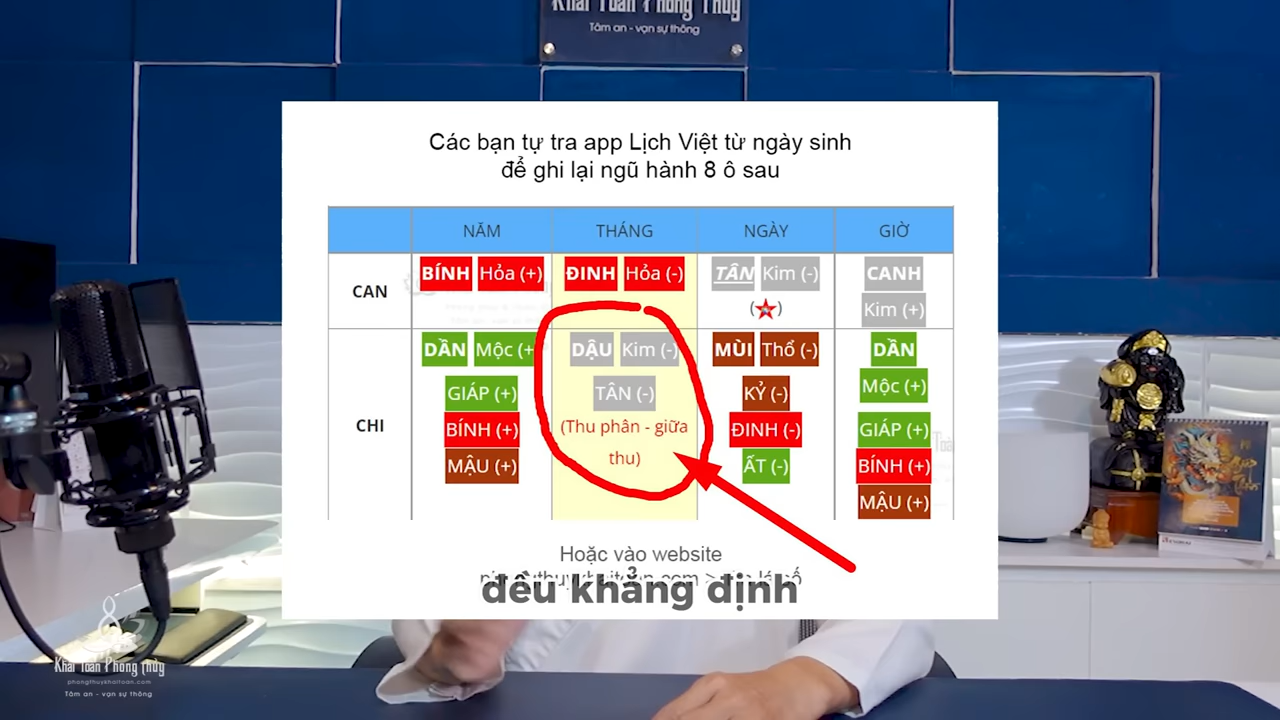 Khai Toàn Phong Thủy
Tâm an - vạn sự thông
Các bạn tự tra app Lịch Việt từ ngày sinh
để ghi lại ngũ hành 8 ô sau
NĂM THÁNG NGÀY GIỜ
CAN BÍNH Hỏa (+) ĐINH Hỏa (-) TÂN Kim (-) CANH
Kim (+)
DẦN Mộc (+ DẬU Kim (-) MÙI Thổ (-) DẦN
GIÁP (+) TÂN (-) KỶ (-) Mộc (+)
CHI BÍNH (+) (Thu phân - giữa ĐINH (-) GIÁP (+)
MẬU (+) thu) ẤT (-) BÍNH (+)
MẬU (+)
Hoặc vào website
đều khẳng định
Khai Toàn Phong Thủy
phongthuykhaitoan.com
Tâm an - vạn sự thông